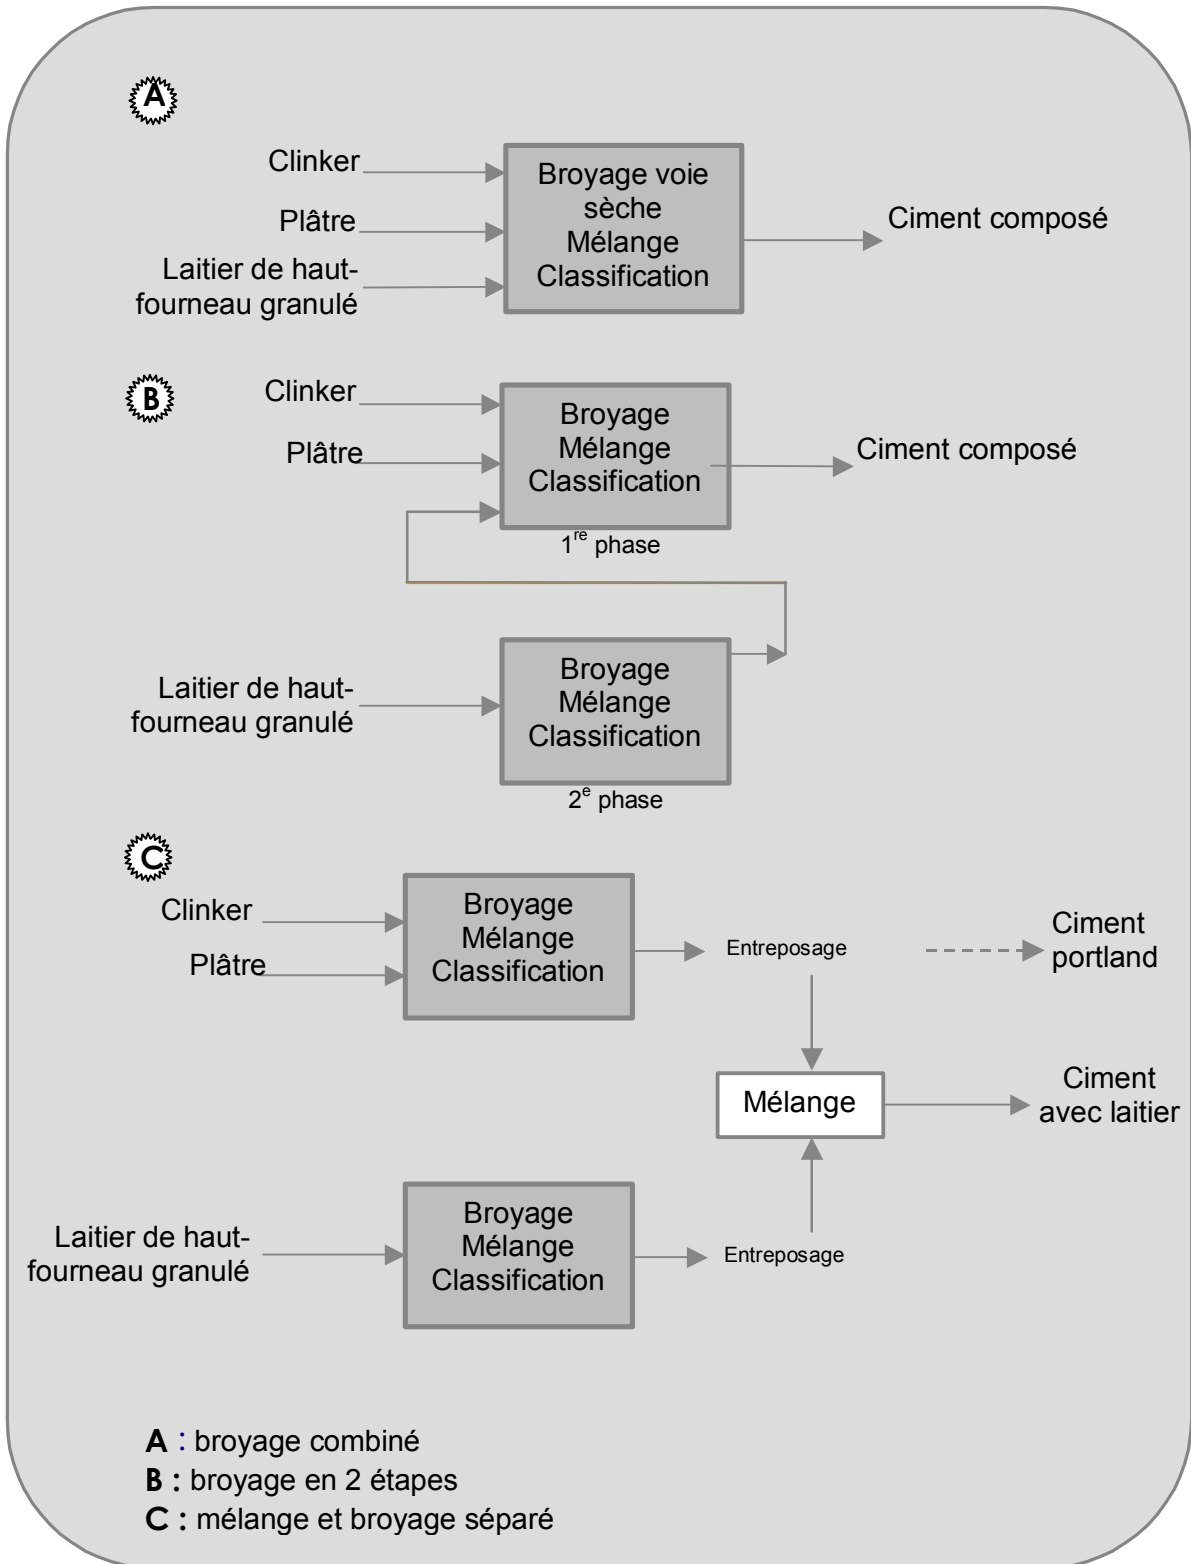 A
Clinker
Plâtre
Laitier de haut-
fourneau granulé
Broyage voie
sèche
Mélange
Classification
Ciment composé
B
Clinker
Plâtre
Broyage
Mélange
Classification
1re phase
Ciment composé
Laitier de haut-
fourneau granulé
Broyage
Mélange
Classification
2e phase
C
Clinker
Plâtre
Broyage
Mélange
Classification
Entreposage
Ciment
portland
Mélange
Ciment
avec laitier
Laitier de haut-
fourneau granulé
Broyage
Mélange
Classification
Entreposage
A : broyage combiné
B : broyage en 2 étapes
C : mélange et broyage séparé